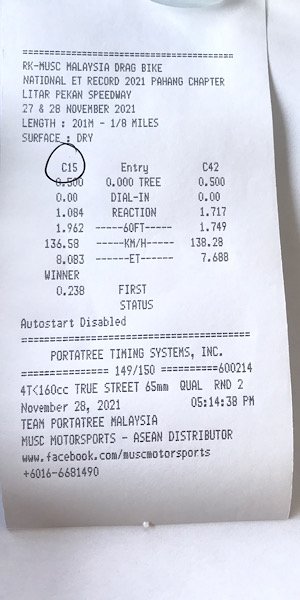 ==========================================
RK-MUSC MALAYSIA DRAG BIKE
NATIONAL ET RECORD 2021 PAHANG CHAPTER
LITAR PEKAN SPEEDWAY
27 & 28 NOVEMBER 2021
LENGTH : 201M - 1/8 MILES
SURFACE : DRY
C15 Entry C42
0.500 0.000 TREE 0.500
0.00 DIAL-IN 0.00
1.084 REACTION 1.717
1.962 -----60FT----- 1.749
136.58 -----KM/H----- 138.28
8.083 ------ET------ 7.688
WINNER
0.238 FIRST
STATUS
Autostart Disabled
==========================================
PORTATREE TIMING SYSTEMS, INC.
================ 149/150 ==========600214
4T<160cc TRUE STREET 65mm QUAL RND 2
November 28, 2021 05:14:38 PM
TEAM PORTATREE MALAYSIA
MUSC MOTORSPORTS - ASEAN DISTRIBUTOR
www.facebook.com/muscmotorsports
+6016-6681490